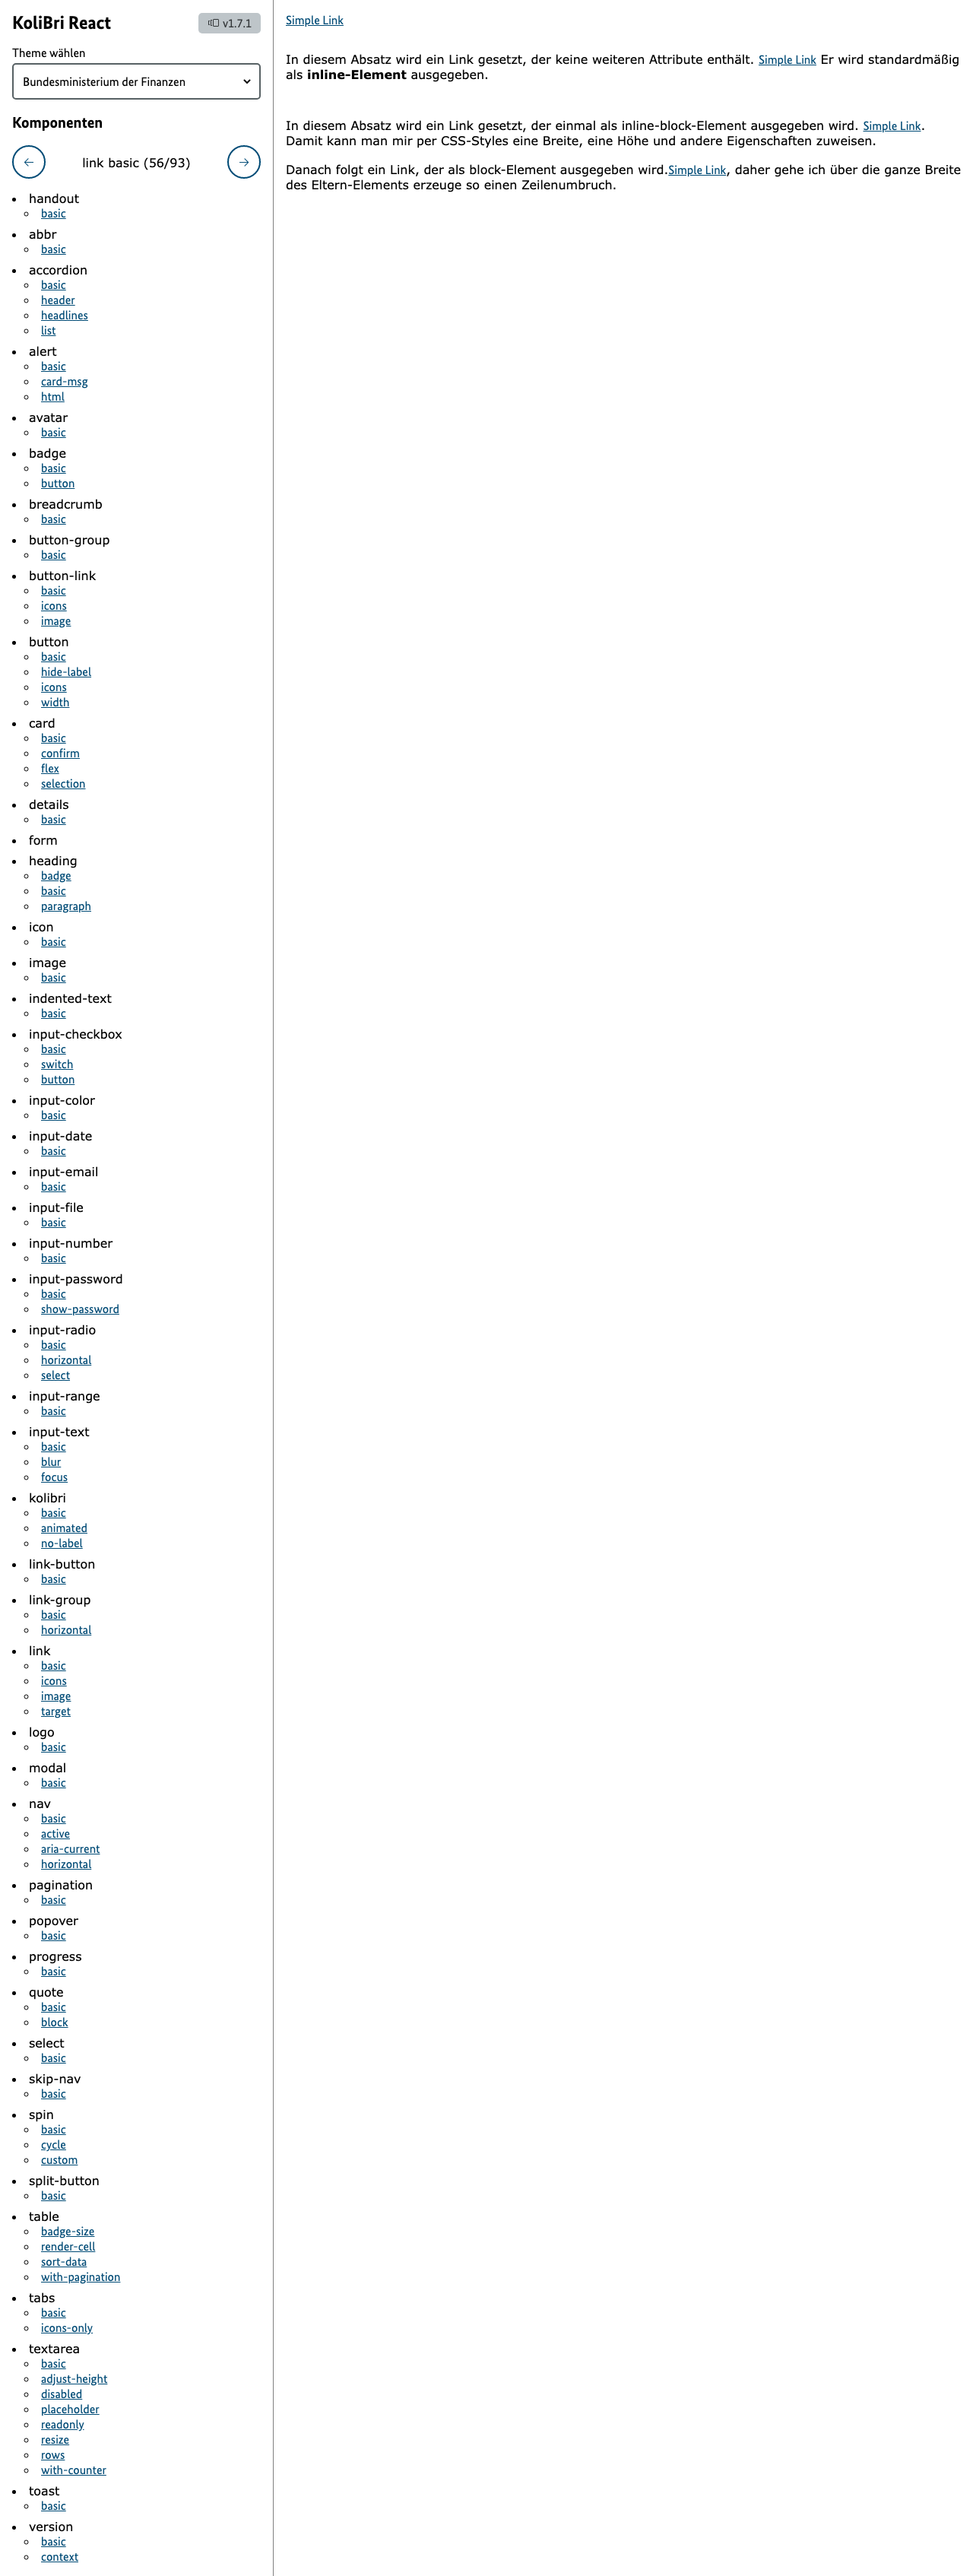 KoliBri React
v1.7.1
Theme wählen
Bundesministerium der Finanzen
Komponenten
← link basic (56/93) →
handout
basic
abbr
basic
accordion
basic
header
headlines
list
alert
basic
card-msg
html
avatar
basic
badge
basic
button
breadcrumb
basic
button-group
basic
button-link
basic
icons
image
button
basic
hide-label
icons
width
card
basic
confirm
flex
selection
details
basic
form
heading
badge
basic
paragraph
icon
basic
image
basic
indented-text
basic
input-checkbox
basic
switch
button
input-color
basic
input-date
basic
input-email
basic
input-file
basic
input-number
basic
input-password
basic
show-password
input-radio
basic
horizontal
select
input-range
basic
input-text
basic
blur
focus
kolibri
basic
animated
no-label
link-button
basic
link-group
basic
horizontal
link
basic
icons
image
target
logo
basic
modal
basic
nav
basic
active
aria-current
horizontal
pagination
basic
popover
basic
progress
basic
quote
basic
block
select
basic
skip-nav
basic
spin
basic
cycle
custom
split-button
basic
table
badge-size
render-cell
sort-data
with-pagination
tabs
basic
icons-only
textarea
basic
adjust-height
disabled
placeholder
readonly
resize
rows
with-counter
toast
basic
version
basic
context
Simple Link
In diesem Absatz wird ein Link gesetzt, der keine weiteren Attribute enthält. Simple Link Er wird standardmäßig
als inline-Element ausgegeben.
In diesem Absatz wird ein Link gesetzt, der einmal als inline-block-Element ausgegeben wird. Simple Link.
Damit kann man mir per CSS-Styles eine Breite, eine Höhe und andere Eigenschaften zuweisen.
Danach folgt ein Link, der als block-Element ausgegeben wird.Simple Link, daher gehe ich über die ganze Breite
des Eltern-Elements erzeuge so einen Zeilenumbruch.